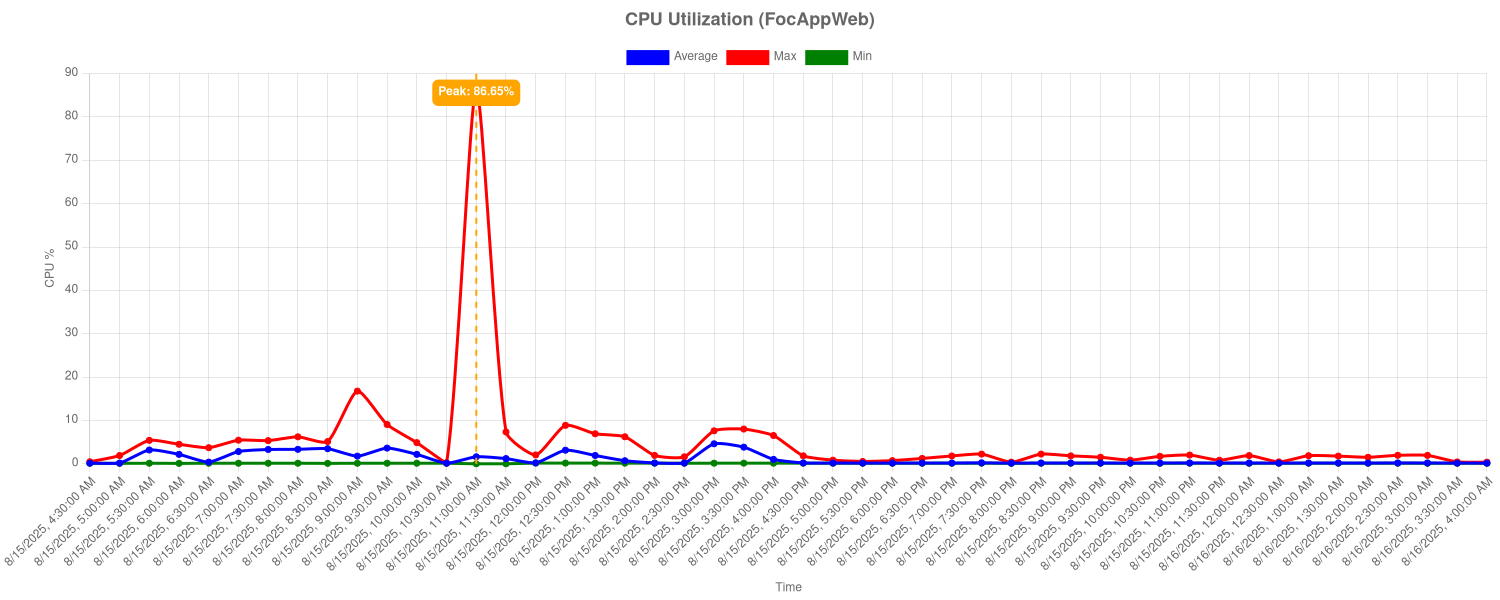 CPU Utilization (FocAppWeb)
Average Max Min
Peak: 86.65%
90
80
70
60
50
40
30
20
10
0
CPU %
8/15/2025, 4:30:00 AM
8/15/2025, 5:00:00 AM
8/15/2025, 5:30:00 AM
8/15/2025, 6:00:00 AM
8/15/2025, 6:30:00 AM
8/15/2025, 7:00:00 AM
8/15/2025, 7:30:00 AM
8/15/2025, 8:00:00 AM
8/15/2025, 8:30:00 AM
8/15/2025, 9:00:00 AM
8/15/2025, 9:30:00 AM
8/15/2025, 10:00:00 AM
8/15/2025, 10:30:00 AM
8/15/2025, 11:00:00 AM
8/15/2025, 11:30:00 AM
8/15/2025, 12:00:00 PM
8/15/2025, 12:30:00 PM
8/15/2025, 1:00:00 PM
8/15/2025, 1:30:00 PM
8/15/2025, 2:00:00 PM
8/15/2025, 2:30:00 PM
8/15/2025, 3:00:00 PM
8/15/2025, 3:30:00 PM
8/15/2025, 4:00:00 PM
8/15/2025, 4:30:00 PM
8/15/2025, 5:00:00 PM
8/15/2025, 5:30:00 PM
8/15/2025, 6:00:00 PM
8/15/2025, 6:30:00 PM
8/15/2025, 7:00:00 PM
8/15/2025, 7:30:00 PM
8/15/2025, 8:00:00 PM
8/15/2025, 8:30:00 PM
8/15/2025, 9:00:00 PM
8/15/2025, 9:30:00 PM
8/15/2025, 10:00:00 PM
8/15/2025, 10:30:00 PM
8/15/2025, 11:00:00 PM
8/15/2025, 11:30:00 PM
8/16/2025, 12:00:00 AM
8/16/2025, 12:30:00 AM
8/16/2025, 1:00:00 AM
8/16/2025, 1:30:00 AM
8/16/2025, 2:00:00 AM
8/16/2025, 2:30:00 AM
8/16/2025, 3:00:00 AM
8/16/2025, 3:30:00 AM
8/16/2025, 4:00:00 AM
Time